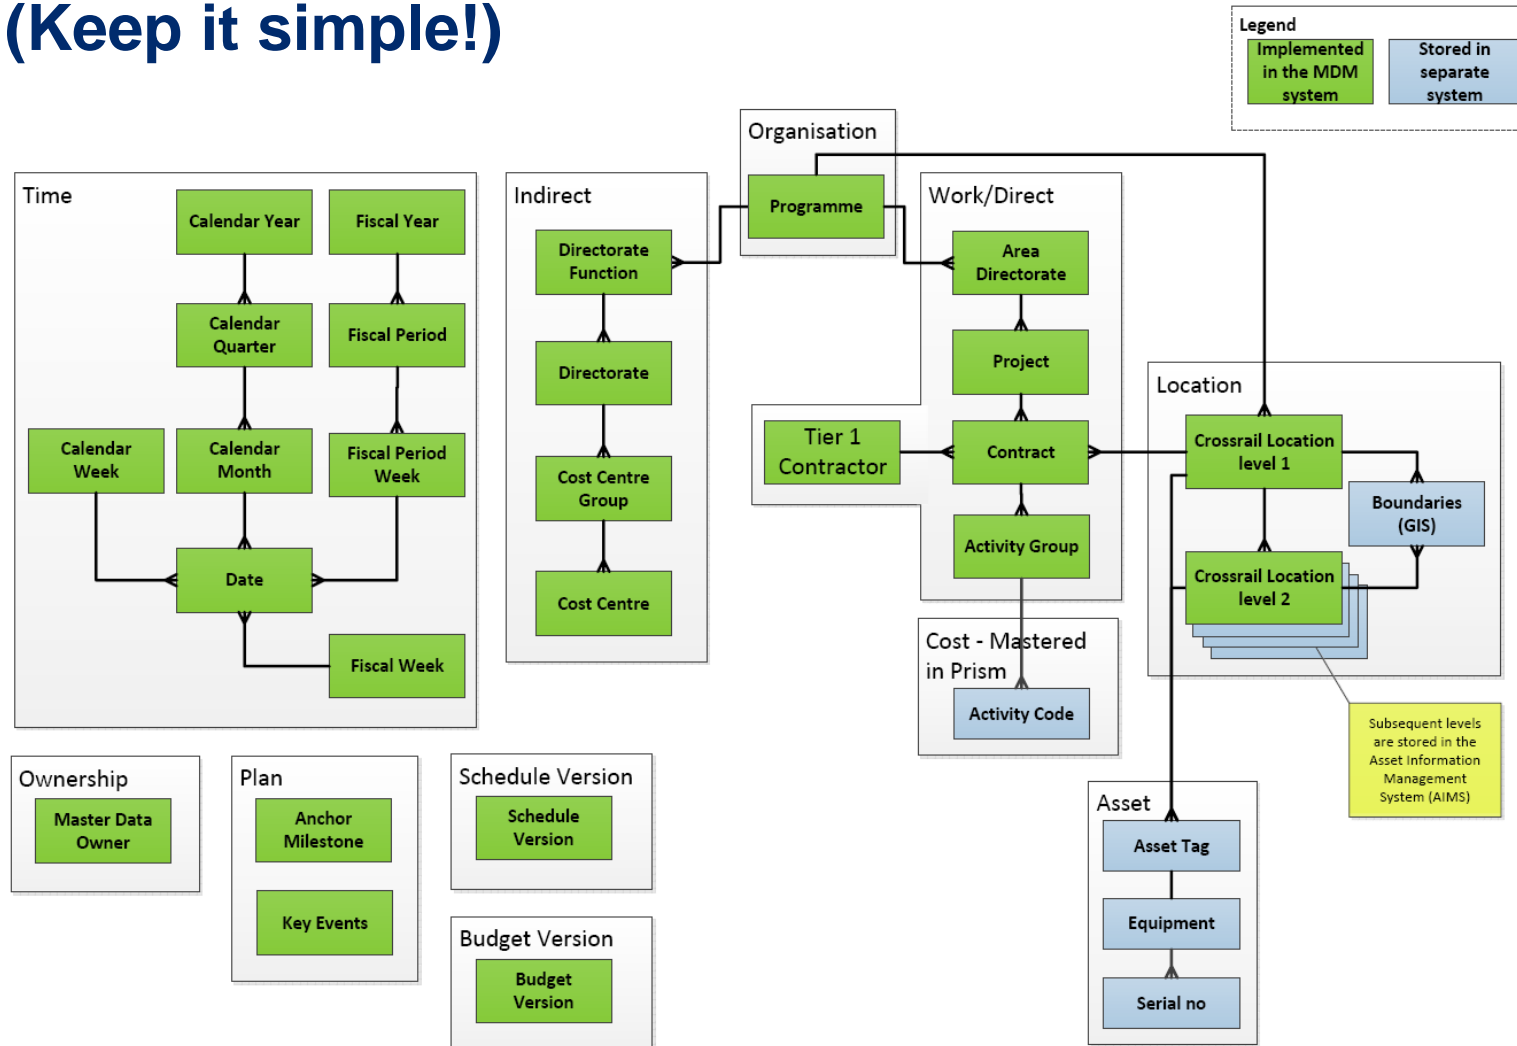 (Keep it simple!)
Legend
Implemented
in the MDM
system
Stored in
separate
system
Organisation
Programme
Time
Calendar Year
Fiscal Year
Calendar
Quarter
Fiscal Period
Calendar
Week
Calendar
Month
Fiscal Period
Week
Date
Fiscal Week
Indirect
Directorate
Function
Directorate
Cost Centre
Group
Cost Centre
Work/Direct
Area
Directorate
Project
Tier 1
Contractor
Contract
Activity Group
Cost - Mastered
in Prism
Activity Code
Location
Crossrail Location
level 1
Boundaries
(GIS)
Crossrail Location
level 2
Subsequent levels
are stored in the
Asset Information
Management
System (AIMS)
Ownership
Master Data
Owner
Plan
Anchor
Milestone
Key Events
Schedule Version
Schedule
Version
Budget Version
Budget
Version
Asset
Asset Tag
Equipment
Serial no